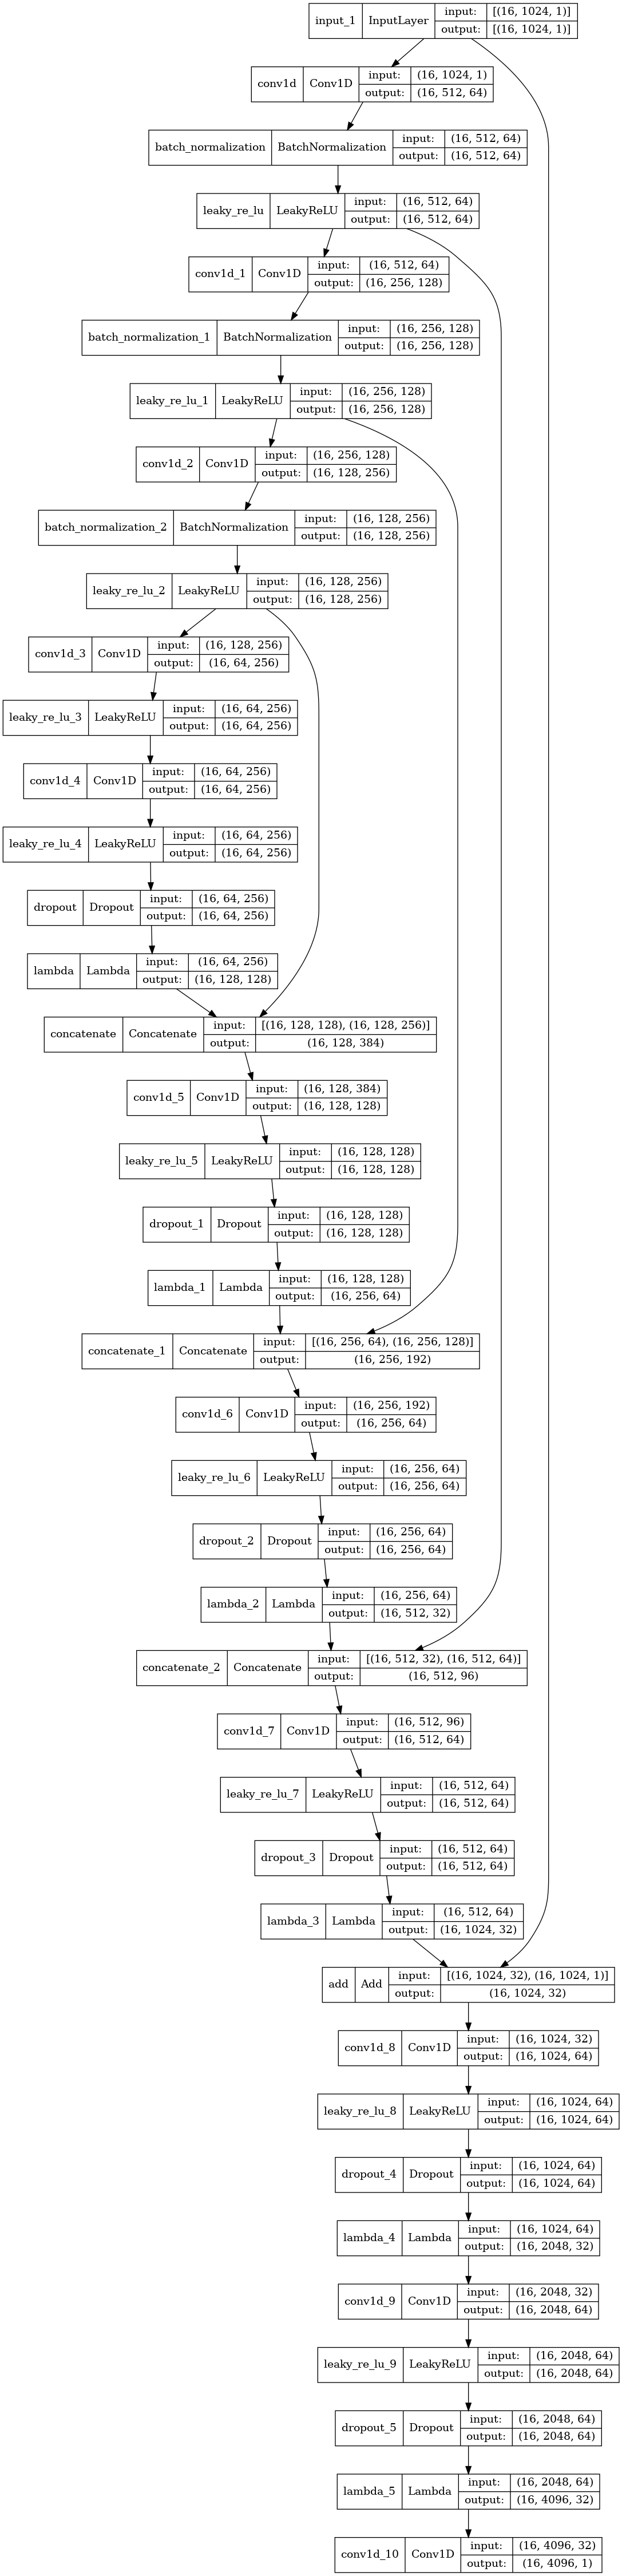 input_1 InputLayer input: [(16, 1024, 1)]
output: [(16, 1024, 1)]
conv1d Conv1D input: (16, 1024, 1)
output: (16, 512, 64)
batch_normalization BatchNormalization input: (16, 512, 64)
output: (16, 512, 64)
leaky_re_lu LeakyReLU input: (16, 512, 64)
output: (16, 512, 64)
conv1d_1 Conv1D input: (16, 512, 64)
output: (16, 256, 128)
batch_normalization_1 BatchNormalization input: (16, 256, 128)
output: (16, 256, 128)
leaky_re_lu_1 LeakyReLU input: (16, 256, 128)
output: (16, 256, 128)
conv1d_2 Conv1D input: (16, 256, 128)
output: (16, 128, 256)
batch_normalization_2 BatchNormalization input: (16, 128, 256)
output: (16, 128, 256)
leaky_re_lu_2 LeakyReLU input: (16, 128, 256)
output: (16, 128, 256)
conv1d_3 Conv1D input: (16, 128, 256)
output: (16, 64, 256)
leaky_re_lu_3 LeakyReLU input: (16, 64, 256)
output: (16, 64, 256)
conv1d_4 Conv1D input: (16, 64, 256)
output: (16, 64, 256)
leaky_re_lu_4 LeakyReLU input: (16, 64, 256)
output: (16, 64, 256)
dropout Dropout input: (16, 64, 256)
output: (16, 64, 256)
lambda Lambda input: (16, 64, 256)
output: (16, 128, 128)
concatenate Concatenate input: [(16, 128, 128), (16, 128, 256)]
output: (16, 128, 384)
conv1d_5 Conv1D input: (16, 128, 384)
output: (16, 128, 128)
leaky_re_lu_5 LeakyReLU input: (16, 128, 128)
output: (16, 128, 128)
dropout_1 Dropout input: (16, 128, 128)
output: (16, 128, 128)
lambda_1 Lambda input: (16, 128, 128)
output: (16, 256, 64)
concatenate_1 Concatenate input: [(16, 256, 64), (16, 256, 128)]
output: (16, 256, 192)
conv1d_6 Conv1D input: (16, 256, 192)
output: (16, 256, 64)
leaky_re_lu_6 LeakyReLU input: (16, 256, 64)
output: (16, 256, 64)
dropout_2 Dropout input: (16, 256, 64)
output: (16, 256, 64)
lambda_2 Lambda input: (16, 256, 64)
output: (16, 512, 32)
concatenate_2 Concatenate input: [(16, 512, 32), (16, 512, 64)]
output: (16, 512, 96)
conv1d_7 Conv1D input: (16, 512, 96)
output: (16, 512, 64)
leaky_re_lu_7 LeakyReLU input: (16, 512, 64)
output: (16, 512, 64)
dropout_3 Dropout input: (16, 512, 64)
output: (16, 512, 64)
lambda_3 Lambda input: (16, 512, 64)
output: (16, 1024, 32)
add Add input: [(16, 1024, 32), (16, 1024, 1)]
output: (16, 1024, 32)
conv1d_8 Conv1D input: (16, 1024, 32)
output: (16, 1024, 64)
leaky_re_lu_8 LeakyReLU input: (16, 1024, 64)
output: (16, 1024, 64)
dropout_4 Dropout input: (16, 1024, 64)
output: (16, 1024, 64)
lambda_4 Lambda input: (16, 1024, 64)
output: (16, 2048, 32)
conv1d_9 Conv1D input: (16, 2048, 32)
output: (16, 2048, 64)
leaky_re_lu_9 LeakyReLU input: (16, 2048, 64)
output: (16, 2048, 64)
dropout_5 Dropout input: (16, 2048, 64)
output: (16, 2048, 64)
lambda_5 Lambda input: (16, 2048, 64)
output: (16, 4096, 32)
conv1d_10 Conv1D input: (16, 4096, 32)
output: (16, 4096, 1)